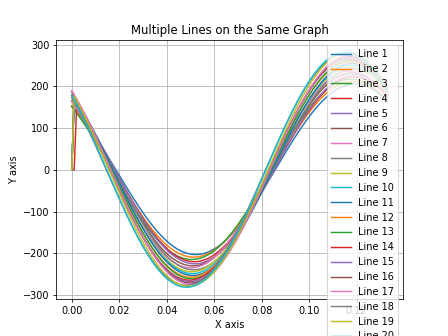 Multiple Lines on the Same Graph
300
200
100
0
−100
−200
−300
Y axis
0.00
0.02
0.04
0.06
0.08
0.10
X axis
Line 1
Line 2
Line 3
Line 4
Line 5
Line 6
Line 7
Line 8
Line 9
Line 10
Line 11
Line 12
Line 13
Line 14
Line 15
Line 16
Line 17
Line 18
Line 19
Line 20